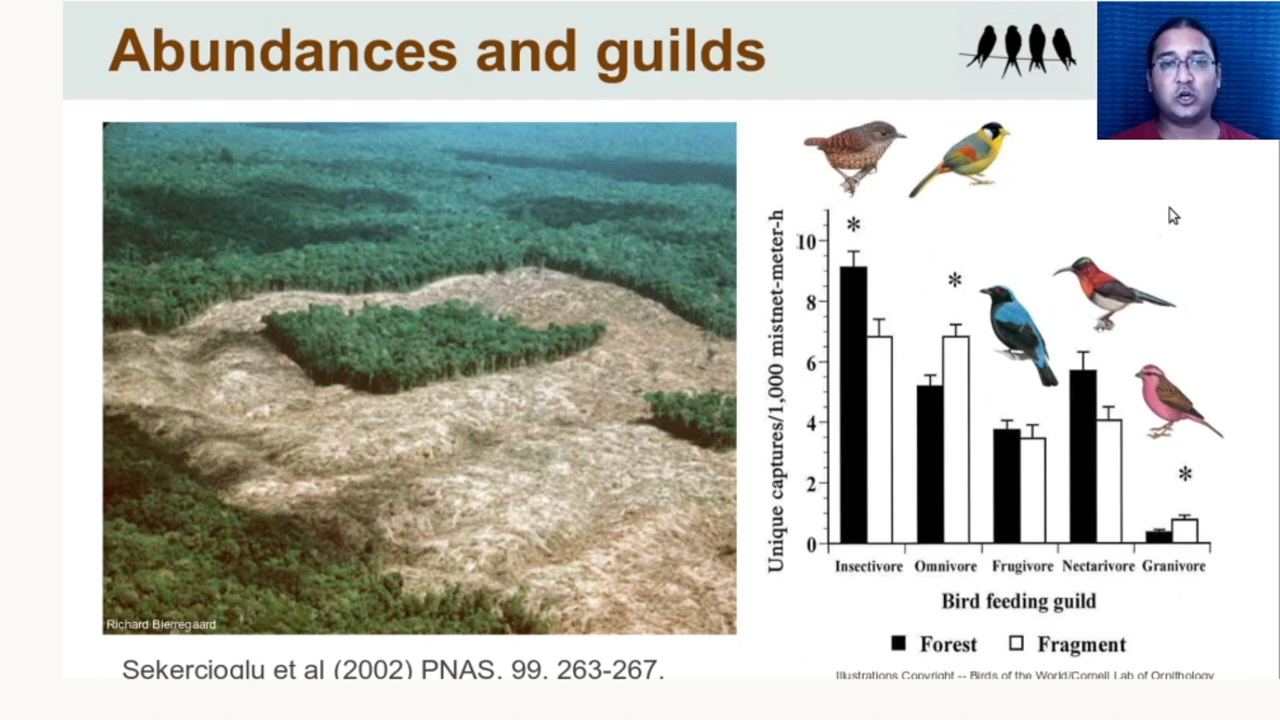 Abundances and guilds
Richard Bierregaard
Sekercioglu et al (2002) PNAS. 99. 263-267.
Unique captures/1,000 mistnet-meter-h
10
8
6
4
2
0
*
*
*
Insectivore Omnivore Frugivore Nectarivore Granivore
Bird feeding guild
Forest Fragment
Illustrations Copyright -- Birds of the World/Cornell Lab of Ornithology